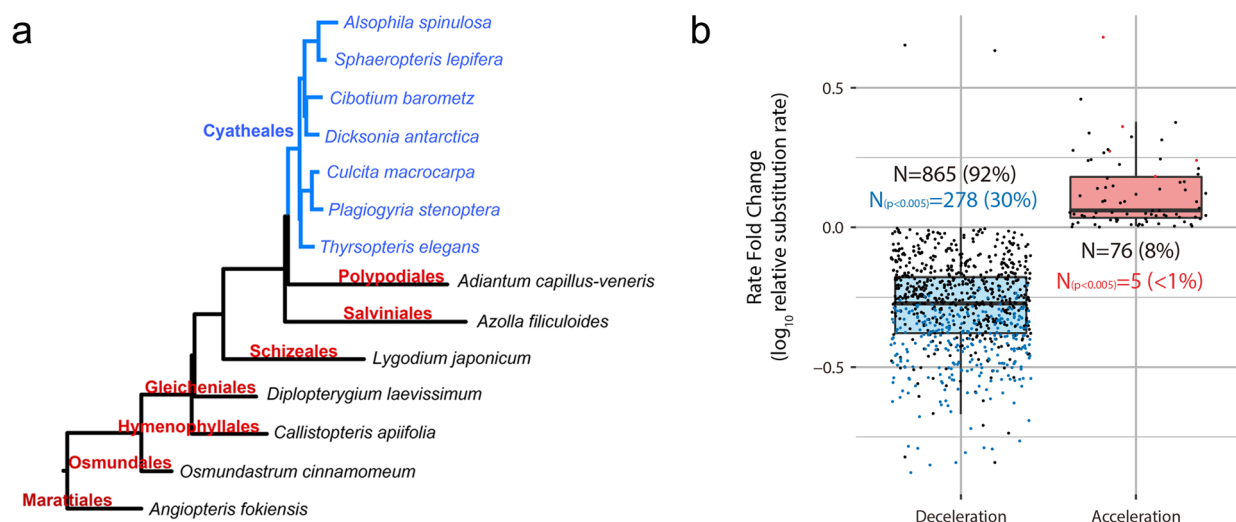 a
Alsophila spinulosa
Sphaeropteris lepifera
Cibotium barometz
Cyatheales
Dicksonia antarctica
Culcita macrocarpa
Plagiogyria stenoptera
Thyrsopteris elegans
Polypodiales
Adiantum capillus-veneris
Salviniales
Azolla filiculoides
Schizeales
Lygodium japonicum
Gleicheniales
Diplopterygium laevissimum
Hymenophyllales
Callistopteris apiifolia
Osmundales
Osmundastrum cinnamomeum
Marattiales
Angiopteris fokiensis
b
Rate Fold Change
(log10 relative substitution rate)
0.5
0.0
−0.5
N=865 (92%)
N(p<0.005)=278 (30%)
N=76 (8%)
N(p<0.005)=5 (<1%)
Deceleration
Acceleration